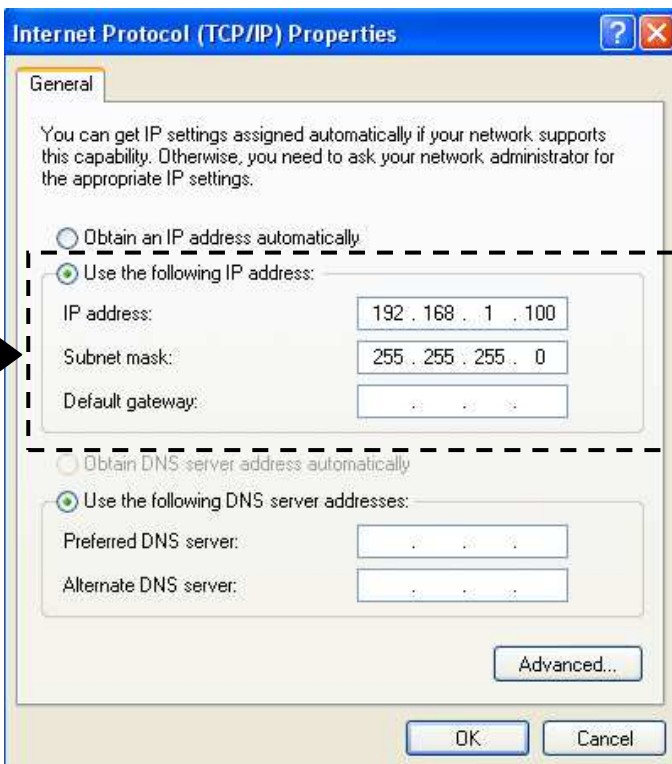 Internet Protocol (TCP/IP) Properties
General
You can get IP settings assigned automatically if your network supports
this capability. Otherwise, you need to ask your network administrator for
the appropriate IP settings.
Obtain an IP address automatically
Use the following IP address:
IP address: 192 . 168 . 1 . 100
Subnet mask: 255 . 255 . 255 . 0
Default gateway: . . .
Obtain DNS server address automatically
Use the following DNS server addresses:
Preferred DNS server: . . .
Alternate DNS server: . . .
Advanced...
OK Cancel